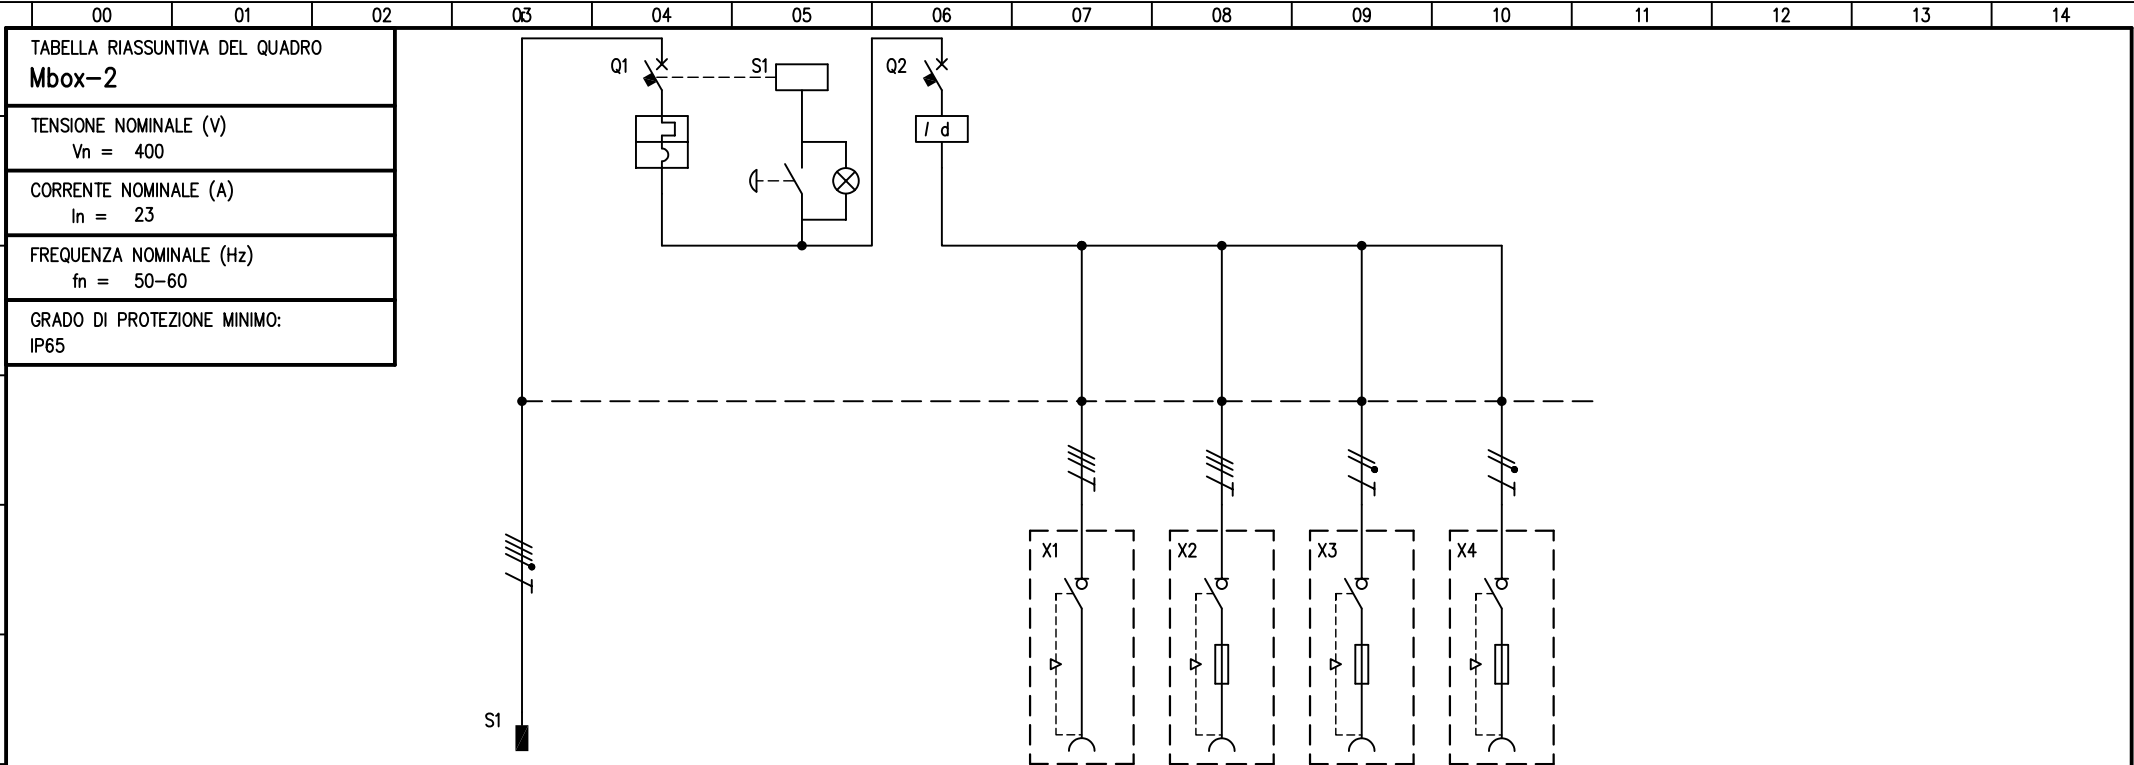 00 01 02 03 04 05 06 07 08 09 10 11 12 13 14
TABELLA RIASSUNTIVA DEL QUADRO
Mbox-2
TENSIONE NOMINALE (V)
Vn = 400
CORRENTE NOMINALE (A)
In = 23
FREQUENZA NOMINALE (Hz)
fn = 50-60
GRADO DI PROTEZIONE MINIMO:
IP65
Q1 S1 Q2
I d
X1 X2 X3 X4
S1